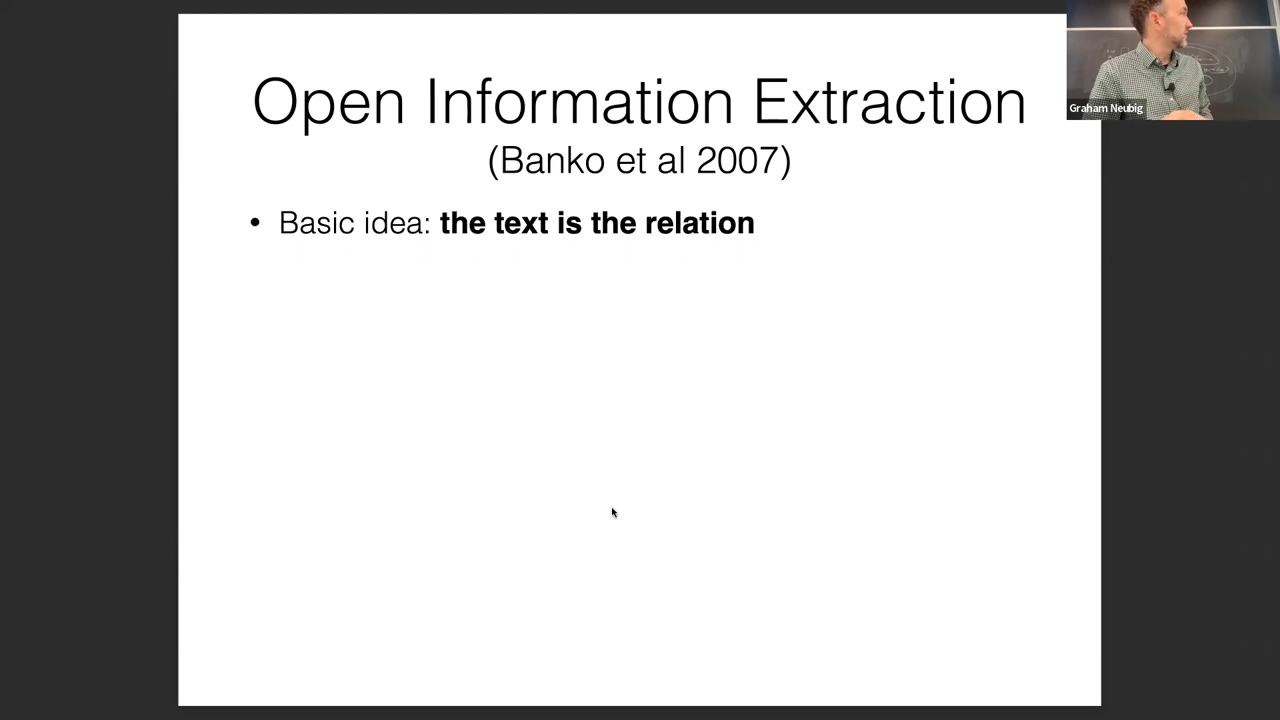 Open Information Extraction
(Banko et al 2007)
• Basic idea: the text is the relation
Graham Neubig